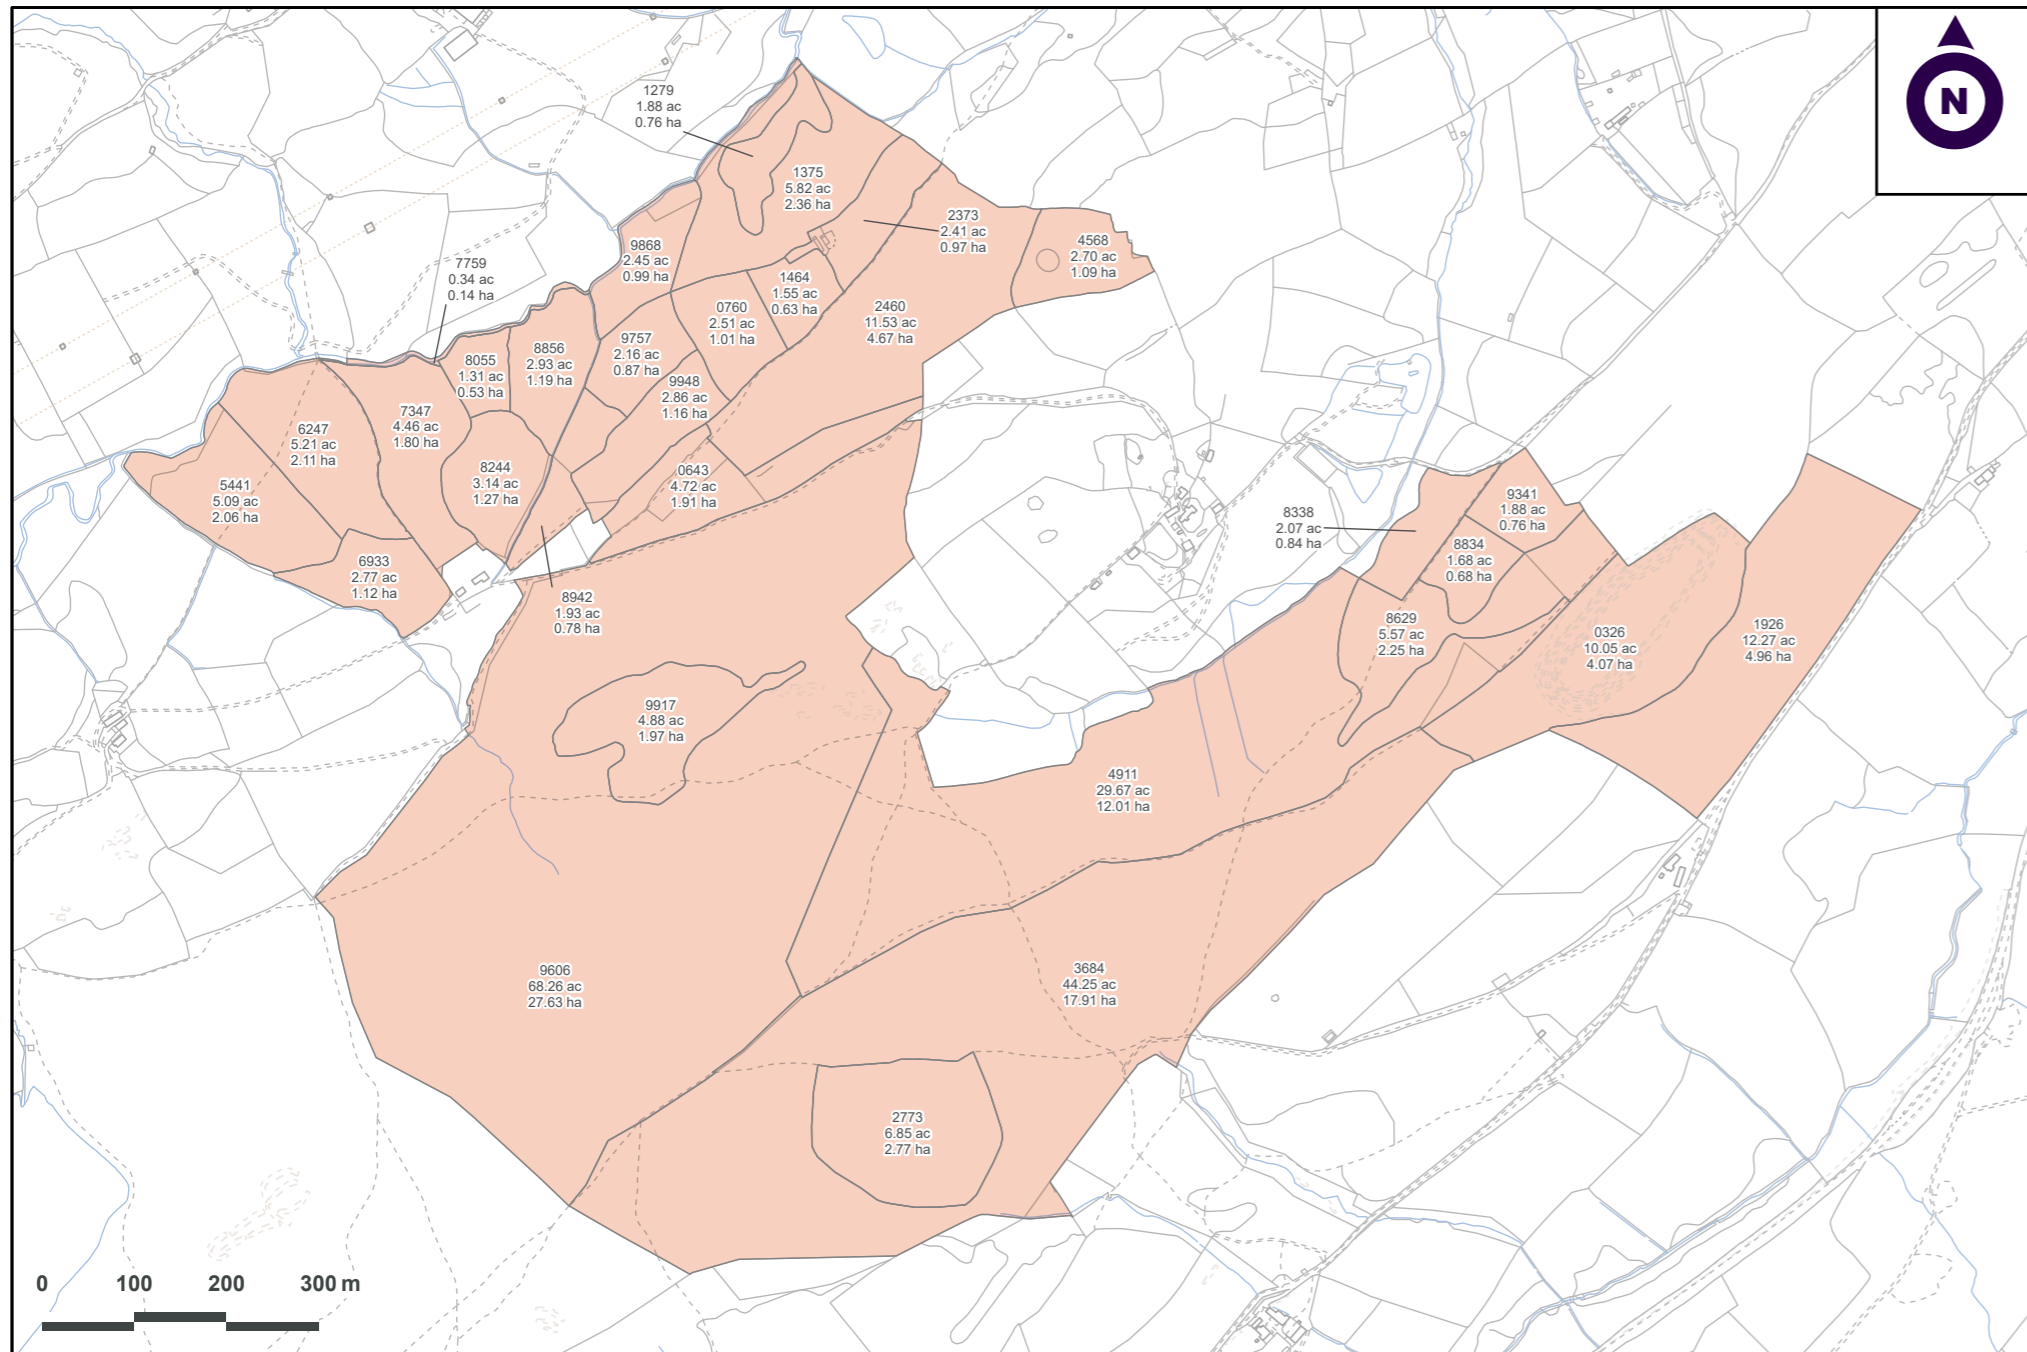 N
1279
1.88 ac
0.76 ha
1375
5.82 ac
2.36 ha
2373
2.41 ac
0.97 ha
4568
2.70 ac
1.09 ha
9868
2.45 ac
0.99 ha
7759
0.34 ac
0.14 ha
1464
1.55 ac
0.63 ha
0760
2.51 ac
1.01 ha
2460
11.53 ac
4.67 ha
9757
2.16 ac
0.87 ha
8856
2.93 ac
1.19 ha
8055
1.31 ac
0.53 ha
9948
2.86 ac
1.16 ha
7347
4.46 ac
1.80 ha
6247
5.21 ac
2.11 ha
8244
3.14 ac
1.27 ha
0643
4.72 ac
1.91 ha
5441
5.09 ac
2.06 ha
9341
1.88 ac
0.76 ha
8338
2.07 ac
0.84 ha
8834
1.68 ac
0.68 ha
6933
2.77 ac
1.12 ha
8942
1.93 ac
0.78 ha
8629
5.57 ac
2.25 ha
0326
10.05 ac
4.07 ha
1926
12.27 ac
4.96 ha
9917
4.88 ac
1.97 ha
4911
29.67 ac
12.01 ha
9606
68.26 ac
27.63 ha
3684
44.25 ac
17.91 ha
2773
6.85 ac
2.77 ha
0 100 200 300 m